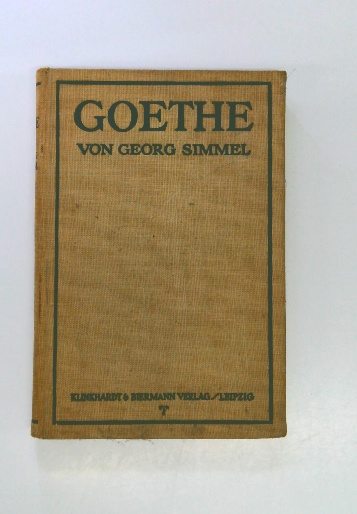 GOETHE
VON GEORG SIMMEL
KLINKHARDT & BIERMANN VERLAG/LEIPZIG